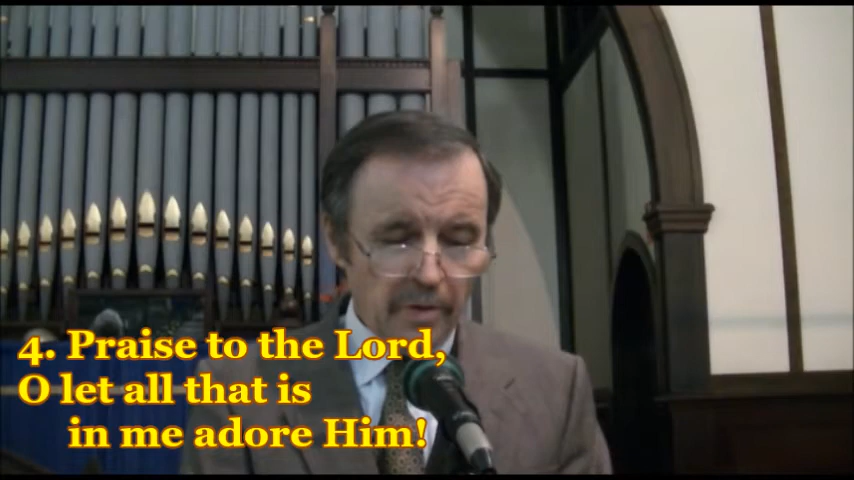 4. Praise to the Lord,
O let all that is
in me adore Him!